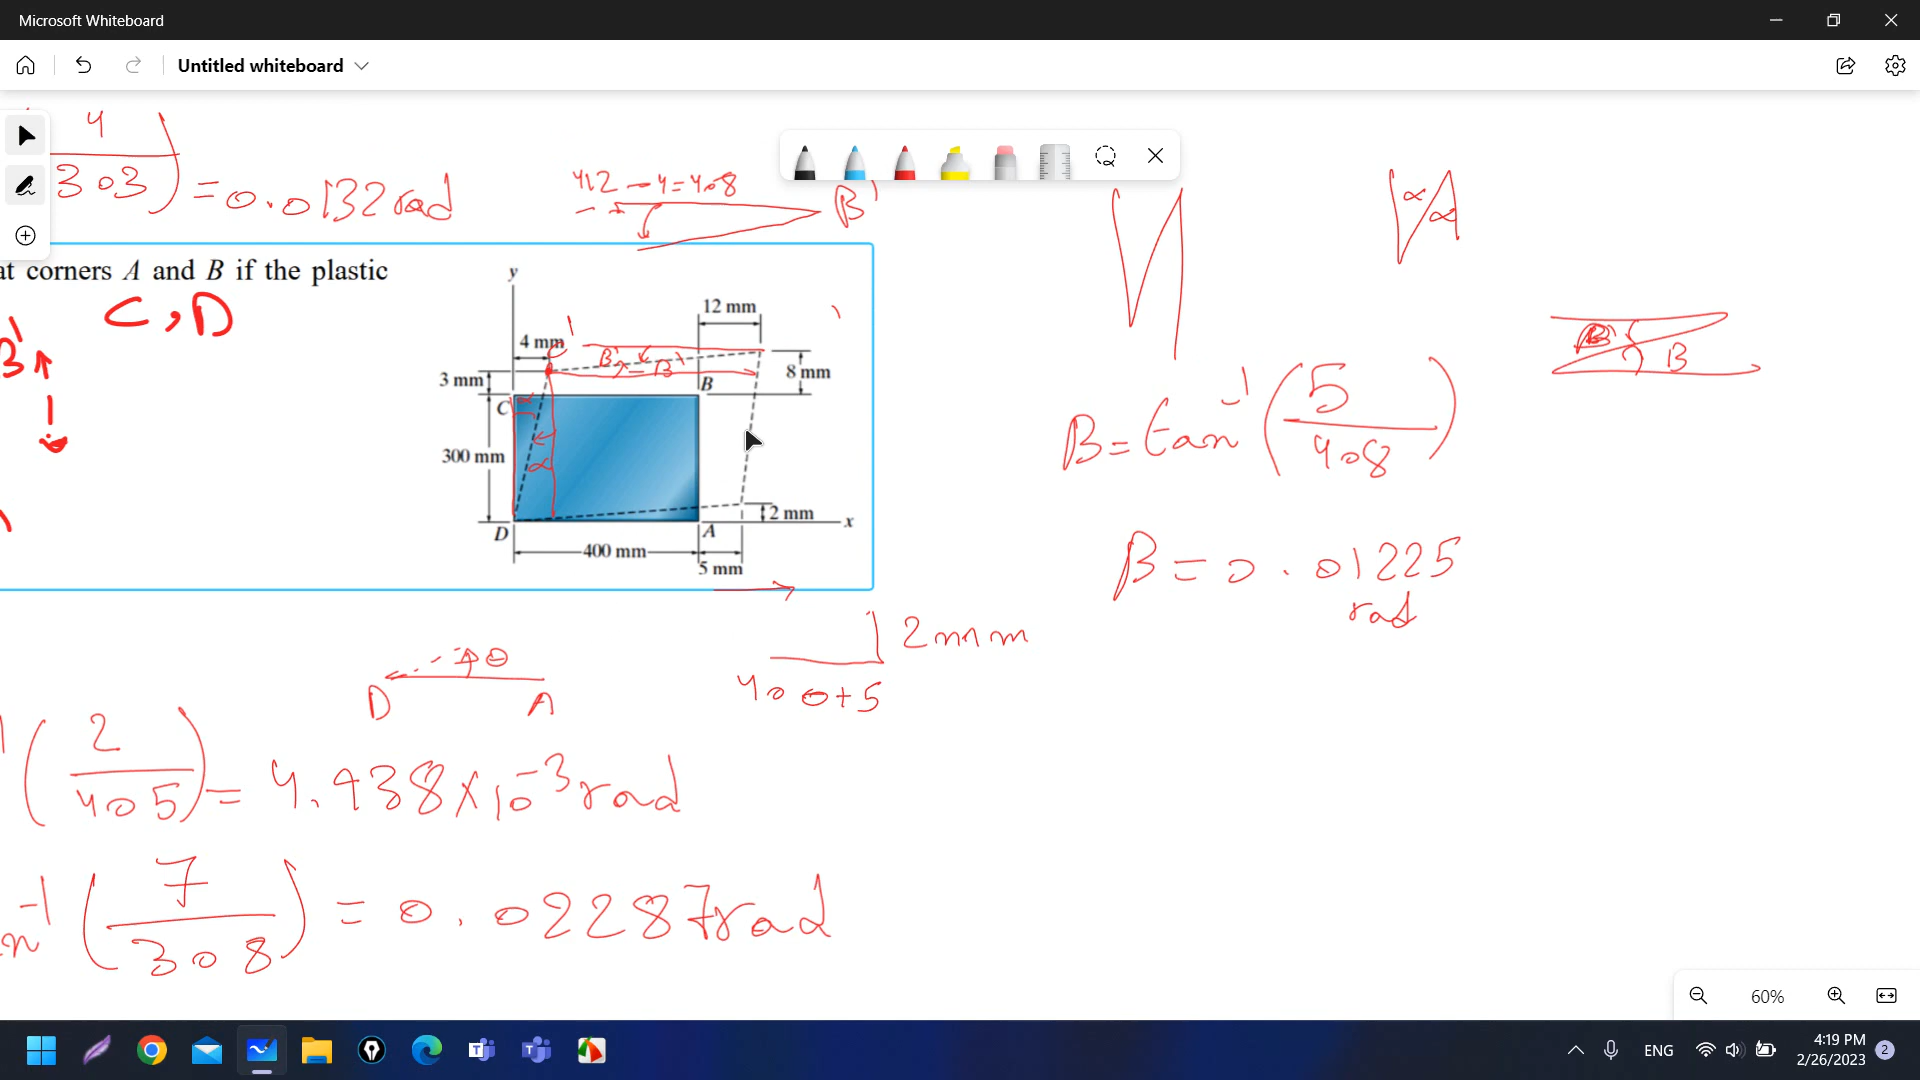 Microsoft Whiteboard
Untitled whiteboard
4
303
= 0.0132 rad
412 - 4 = 408
B'
at corners A and B if the plastic
C, D
B'
y
12 mm
4 mm
C'
3 mm
B
8 mm
C
α
300 mm
α
2 mm
x
D
A
400 mm
5 mm
α
α
B
β = tan-1 (5/408)
β = 0.01225
rad
θ
D
A
2mm
400+5
(2/405) = 4.938 x 10-3 rad
n-1 (7/308) = 0.02287 rad
60%
ENG
4:19 PM
2/26/2023
2